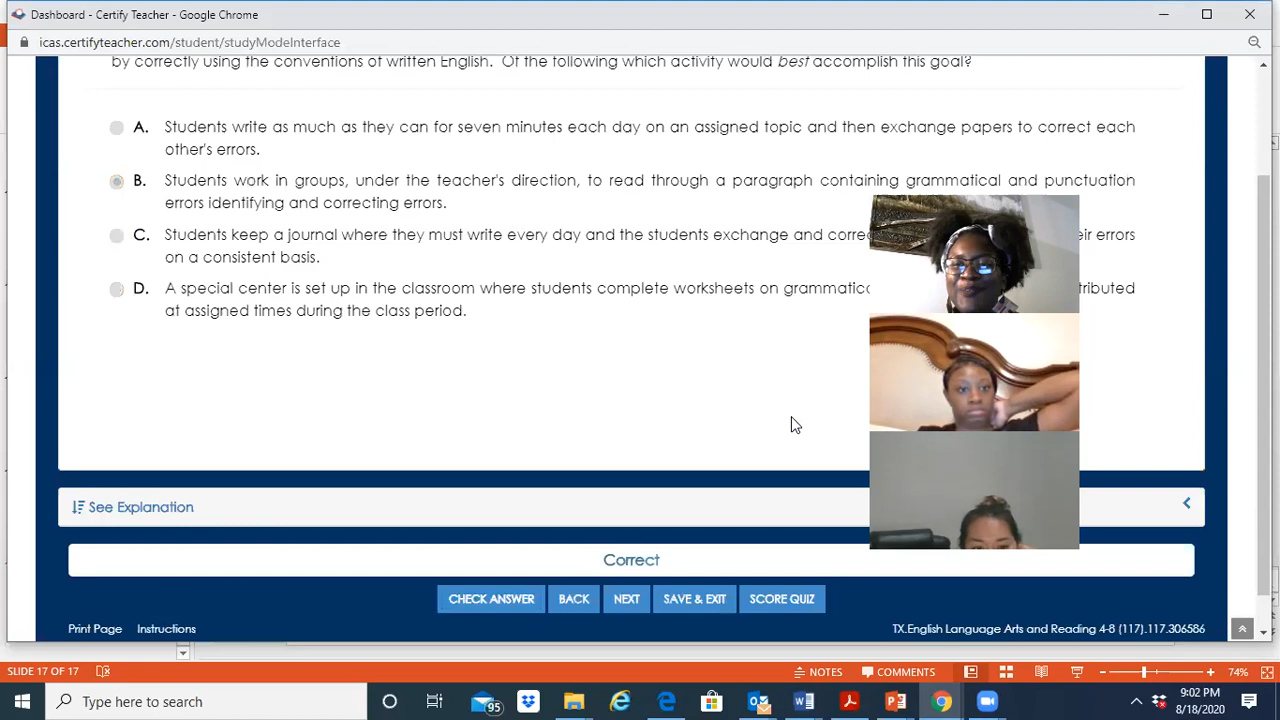 Dashboard - Certify Teacher - Google Chrome
icas.certifyteacher.com/student/studyModeInterface
by correctly using the conventions of written English. Of the following which activity would best accomplish this goal?
A. Students write as much as they can for seven minutes each day on an assigned topic and then exchange papers to correct each
other's errors.
B. Students work in groups, under the teacher's direction, to read through a paragraph containing grammatical and punctuation
errors identifying and correcting errors.
C. Students keep a journal where they must write every day and the students exchange and errors
on a consistent basis.
D. A special center is set up in the classroom where students complete worksheets on
at assigned times during the class period.
See Explanation
Correct
CHECK ANSWER BACK NEXT SAVE & EXIT SCORE QUIZ
Print Page Instructions TX.English Language Arts and Reading 4-8 (117).117.306586
SLIDE 17 OF 17 NOTES COMMENTS 74%
Type here to search 95 9:02 PM
8/18/2020